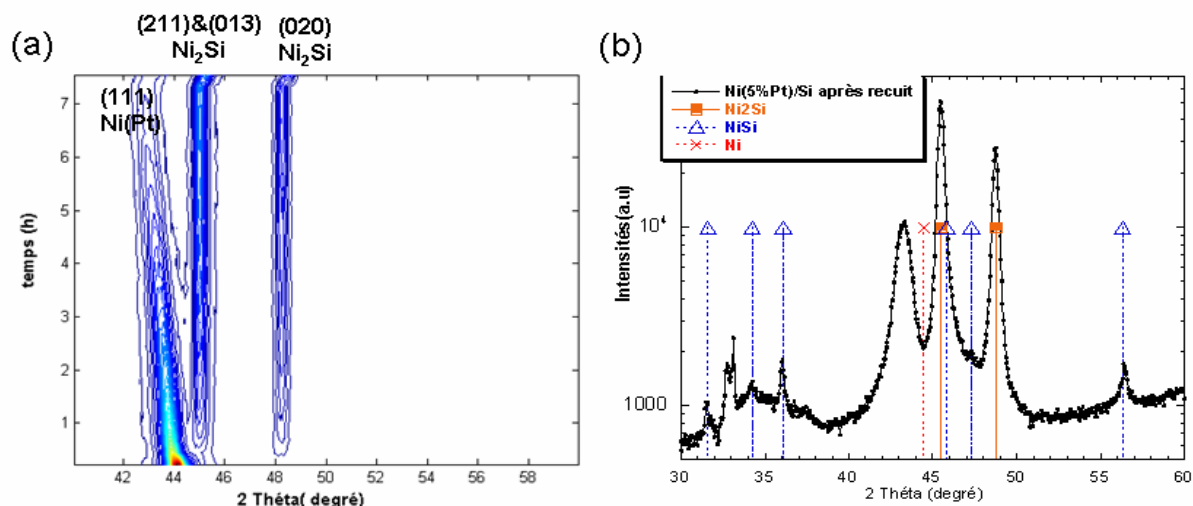 (a)
(211)&(013)
Ni₂Si
(020)
Ni₂Si
(111)
Ni(Pt)
temps (h)
7
6
5
4
3
2
1
42 44 46 48 50 52 54 56 58
2 Théta( degré)
(b)
Ni(5%Pt)/Si après recuit
Ni2Si
NiSi
Ni
Intensités(a.u)
10⁴
1000
30 35 40 45 50 55 60
2 Théta (degré)